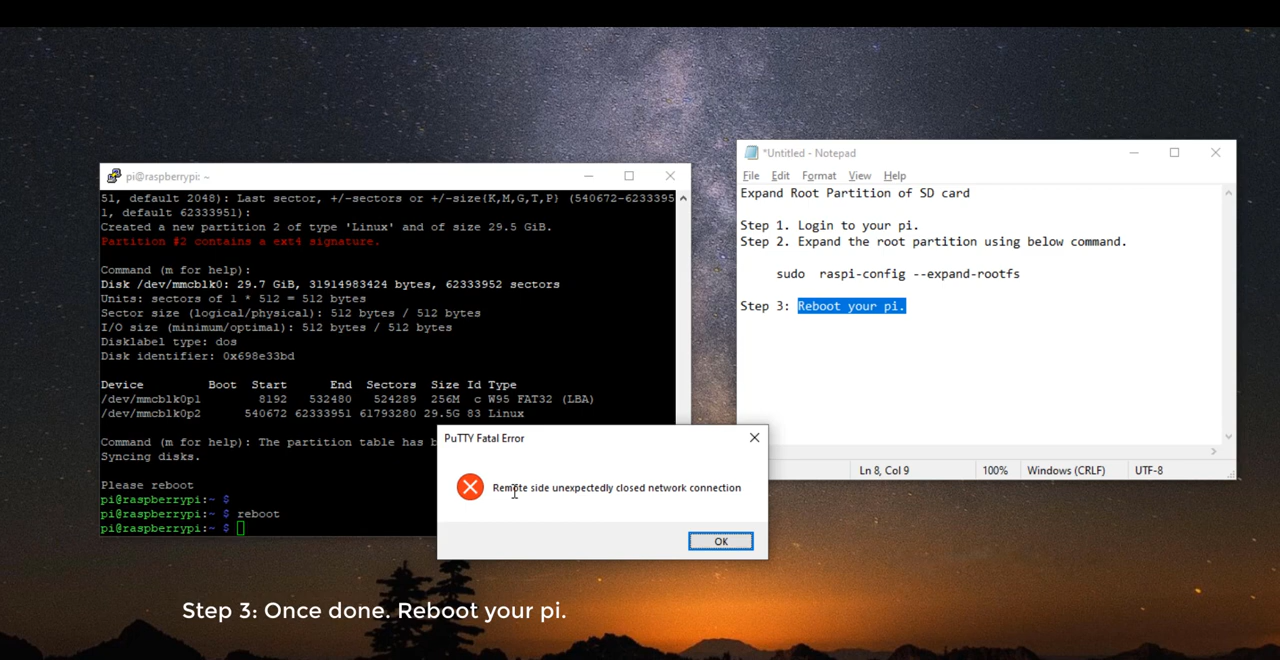 pi@raspberrypi: ~
51, default 2048): Last sector, +/-sectors or +/-size{K,M,G,T,P} (540672-6233395
1, default 62333951):
Created a new partition 2 of type 'Linux' and of size 29.5 GiB.
Partition #2 contains a ext4 signature.
Command (m for help):
Disk /dev/mmcblk0: 29.7 GiB, 31914983424 bytes, 62333952 sectors
Units: sectors of 1 * 512 = 512 bytes
Sector size (logical/physical): 512 bytes / 512 bytes
I/O size (minimum/optimal): 512 bytes / 512 bytes
Disklabel type: dos
Disk identifier: 0x698e33bd
Device Boot Start End Sectors Size Id Type
/dev/mmcblk0p1 8192 532480 524289 256M c W95 FAT32 (LBA)
/dev/mmcblk0p2 540672 62333951 61793280 29.5G 83 Linux
Command (m for help): The partition table has
Syncing disks.
Please reboot
pi@raspberrypi:~ $
pi@raspberrypi:~ $ reboot
pi@raspberrypi:~ $
*Untitled - Notepad
File Edit Format View Help
Expand Root Partition of SD card
Step 1. Login to your pi.
Step 2. Expand the root partition using below command.
sudo raspi-config --expand-rootfs
Step 3: Reboot your pi.
Ln 8, Col 9 100% Windows (CRLF) UTF-8
PuTTY Fatal Error
Remote side unexpectedly closed network connection
OK
Step 3: Once done. Reboot your pi.